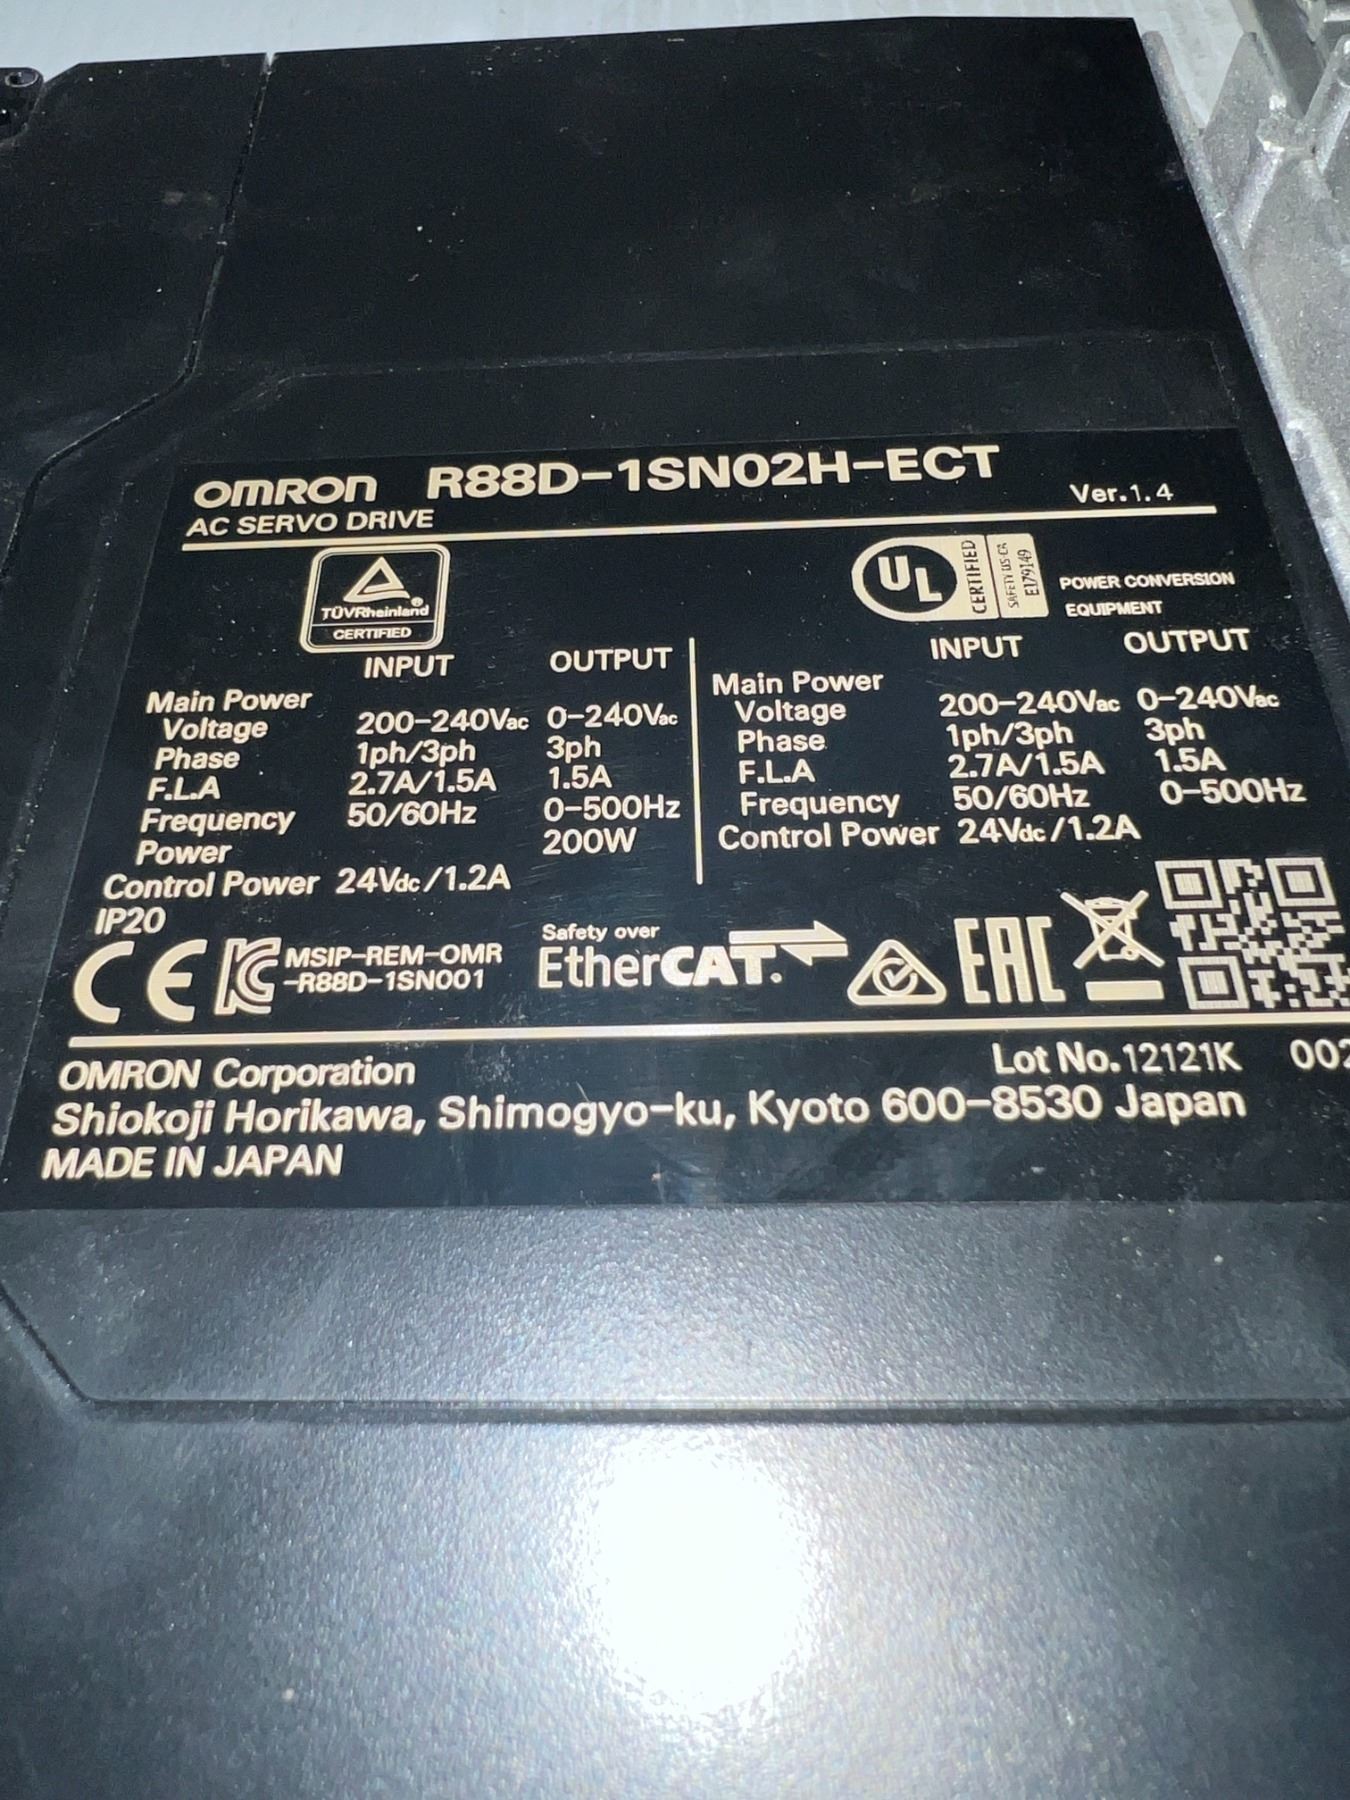 OMRON R88D-1SN02H-ECT Ver.1.4
AC SERVO DRIVE
TÜVRheinland®
CERTIFIED
UL CERTIFIED
SAFETY US-CA
E179149
POWER CONVERSION
EQUIPMENT
INPUT OUTPUT
Main Power
Voltage 200-240Vac 0-240Vac
Phase 1ph/3ph 3ph
F.L.A 2.7A/1.5A 1.5A
Frequency 50/60Hz 0-500Hz
Power 200W
Control Power 24Vdc/1.2A
IP20
INPUT OUTPUT
Main Power
Voltage 200-240Vac 0-240Vac
Phase 1ph/3ph 3ph
F.L.A 2.7A/1.5A 1.5A
Frequency 50/60Hz 0-500Hz
Control Power 24Vdc/1.2A
CE KC MSIP-REM-OMR
-R88D-1SN001
Safety over
EtherCAT®
EAC
Lot No.12121K 002
OMRON Corporation
Shiokoji Horikawa, Shimogyo-ku, Kyoto 600-8530 Japan
MADE IN JAPAN